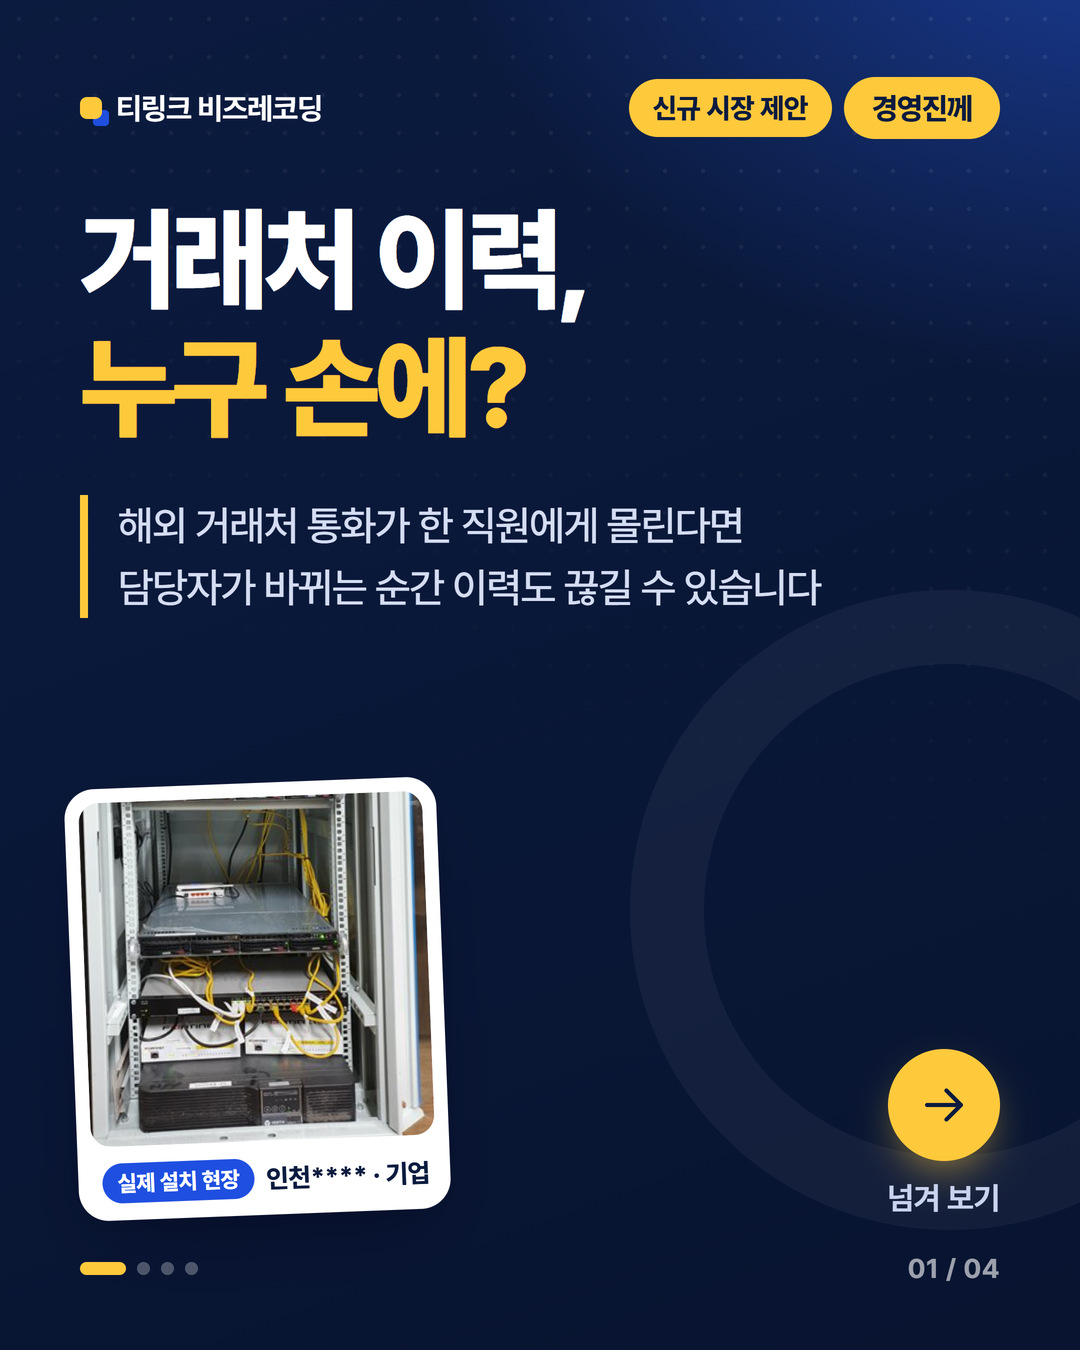 티링크 비즈레코딩
신규 시장 제안
경영진께
거래처 이력,
누구 손에?
해외 거래처 통화가 한 직원에게 몰린다면
담당자가 바뀌는 순간 이력도 끊길 수 있습니다
실제 설치 현장
인천**** · 기업
넘겨 보기
01 / 04